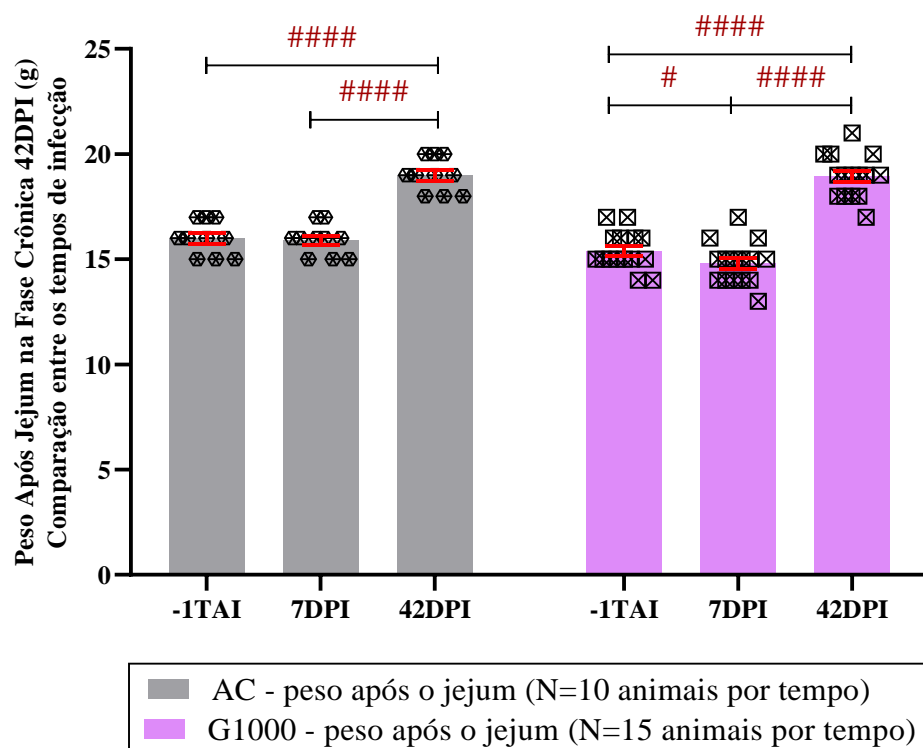 Peso Após Jejum na Fase Crônica 42DPI (g)
Comparação entre os tempos de infecção
25
20
15
10
5
0
####
####
####
#
####
-1TAI
7DPI
42DPI
-1TAI
7DPI
42DPI
AC - peso após o jejum (N=10 animais por tempo)
G1000 - peso após o jejum (N=15 animais por tempo)